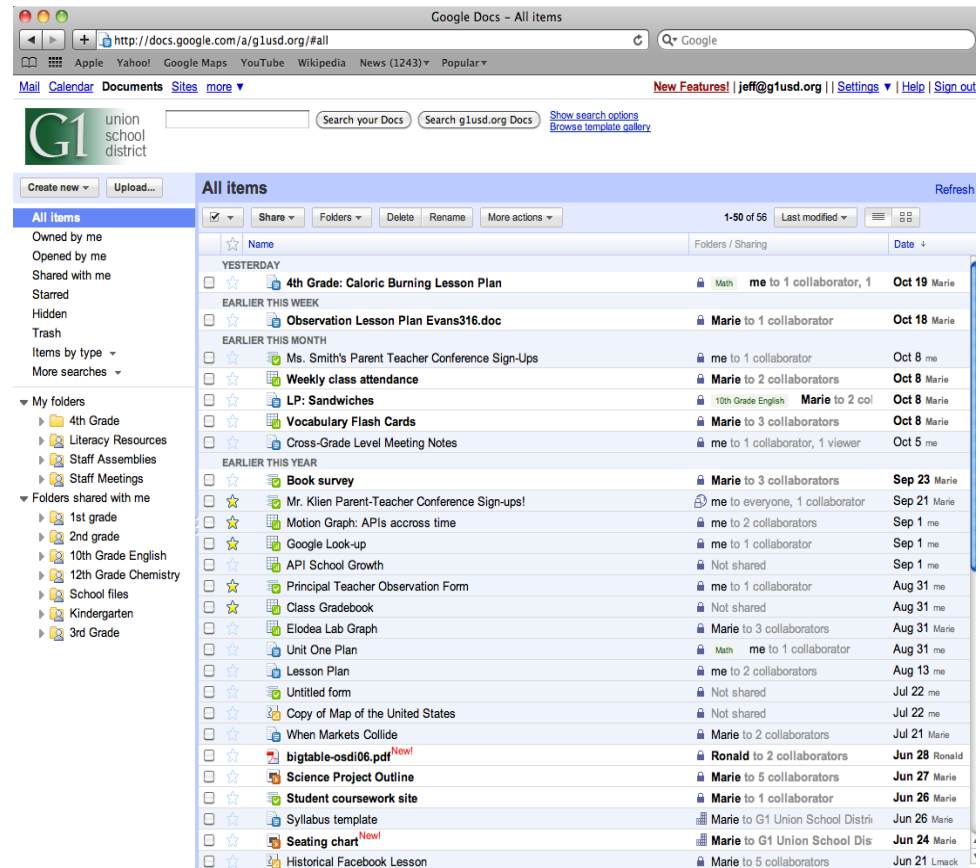 Google Docs – All items
http://docs.google.com/a/g1usd.org/#all
Google
Apple Yahoo! Google Maps YouTube Wikipedia News (1243) Popular
Mail Calendar Documents Sites more ▼
New Features! | jeff@g1usd.org | | Settings ▼ | Help | Sign out
G1 union school district
Search your Docs Search g1usd.org Docs Show search options
Browse template gallery
Create new Upload...
All items
Owned by me
Opened by me
Shared with me
Starred
Hidden
Trash
Items by type
More searches
My folders
4th Grade
Literacy Resources
Staff Assemblies
Staff Meetings
Folders shared with me
1st grade
2nd grade
10th Grade English
12th Grade Chemistry
School files
Kindergarten
3rd Grade
All items Refresh
Share Folders Delete Rename More actions 1-50 of 56 Last modified
Name Folders / Sharing Date
YESTERDAY
4th Grade: Caloric Burning Lesson Plan Math me to 1 collaborator, 1 Oct 19 Marie
EARLIER THIS WEEK
Observation Lesson Plan Evans316.doc Marie to 1 collaborator Oct 18 Marie
EARLIER THIS MONTH
Ms. Smith's Parent Teacher Conference Sign-Ups me to 1 collaborator Oct 8 me
Weekly class attendance Marie to 2 collaborators Oct 8 Marie
LP: Sandwiches 10th Grade English Marie to 2 col Oct 8 Marie
Vocabulary Flash Cards Marie to 3 collaborators Oct 8 Marie
Cross-Grade Level Meeting Notes me to 1 collaborator, 1 viewer Oct 5 me
EARLIER THIS YEAR
Book survey Marie to 3 collaborators Sep 23 Marie
Mr. Klien Parent-Teacher Conference Sign-ups! me to everyone, 1 collaborator Sep 21 Marie
Motion Graph: APIs accross time me to 2 collaborators Sep 1 me
Google Look-up me to 1 collaborator Sep 1 me
API School Growth Not shared Sep 1 me
Principal Teacher Observation Form me to 1 collaborator Aug 31 me
Class Gradebook Not shared Aug 31 me
Elodea Lab Graph Marie to 3 collaborators Aug 31 Marie
Unit One Plan Math me to 1 collaborator Aug 31 me
Lesson Plan me to 2 collaborators Aug 13 me
Untitled form Not shared Jul 22 me
Copy of Map of the United States Not shared Jul 22 me
When Markets Collide Marie to 2 collaborators Jul 21 Marie
bigtable-osdi06.pdf New! Ronald to 2 collaborators Jun 28 Ronald
Science Project Outline Marie to 5 collaborators Jun 27 Marie
Student coursework site Marie to 1 collaborator Jun 26 Marie
Syllabus template Marie to G1 Union School Distri Jun 26 Marie
Seating chart New! Marie to G1 Union School Dis Jun 24 Marie
Historical Facebook Lesson Marie to 5 collaborators Jun 21 Lmack